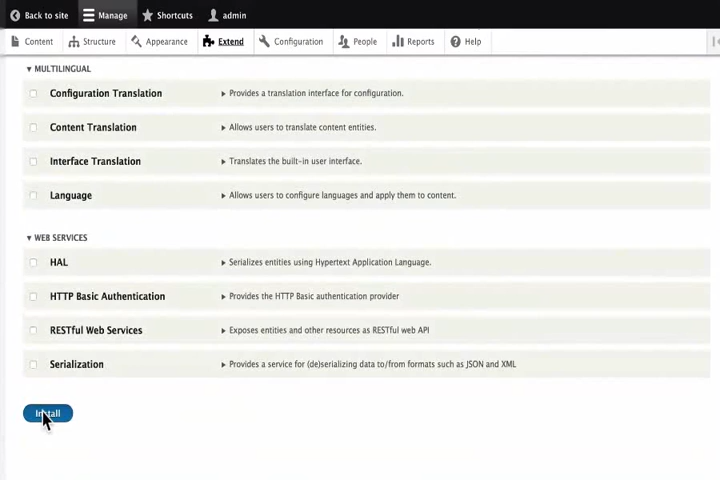 Back to site Manage Shortcuts admin
Content Structure Appearance Extend Configuration People Reports Help
MULTILINGUAL
Configuration Translation Provides a translation interface for configuration.
Content Translation Allows users to translate content entities.
Interface Translation Translates the built-in user interface.
Language Allows users to configure languages and apply them to content.
WEB SERVICES
HAL Serializes entities using Hypertext Application Language.
HTTP Basic Authentication Provides the HTTP Basic authentication provider
RESTful Web Services Exposes entities and other resources as RESTful web API
Serialization Provides a service for (de)serializing data to/from formats such as JSON and XML
Install